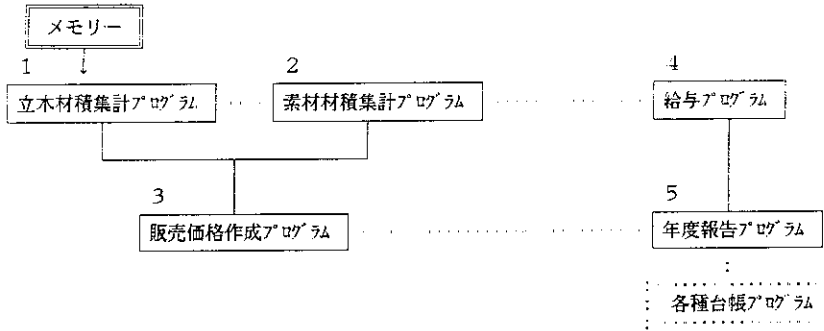 メモリー
1 2 4
立木材積集計ﾌﾟﾛｸﾞﾗﾑ 素材材積集計ﾌﾟﾛｸﾞﾗﾑ 給与ﾌﾟﾛｸﾞﾗﾑ
3 5
販売価格作成ﾌﾟﾛｸﾞﾗﾑ 年度報告ﾌﾟﾛｸﾞﾗﾑ
各種台帳ﾌﾟﾛｸﾞﾗﾑ